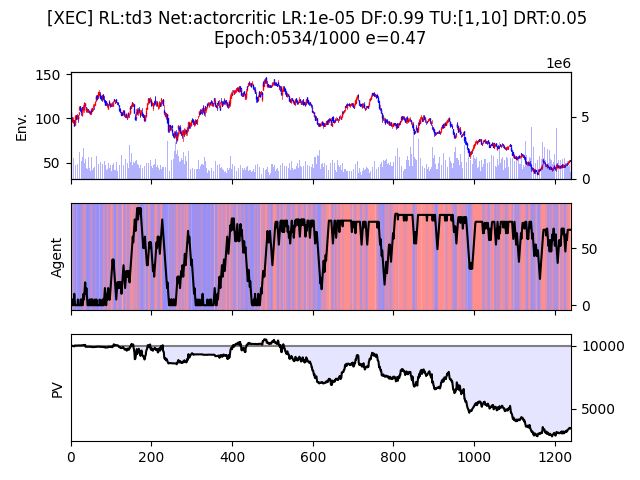 [XEC] RL:td3 Net:actorcritic LR:1e-05 DF:0.99 TU:[1,10] DRT:0.05
Epoch:0534/1000 e=0.47
1e6
150
100
50
Env.
5
0
Agent
50
0
PV
10000
5000
0
200
400
600
800
1000
1200